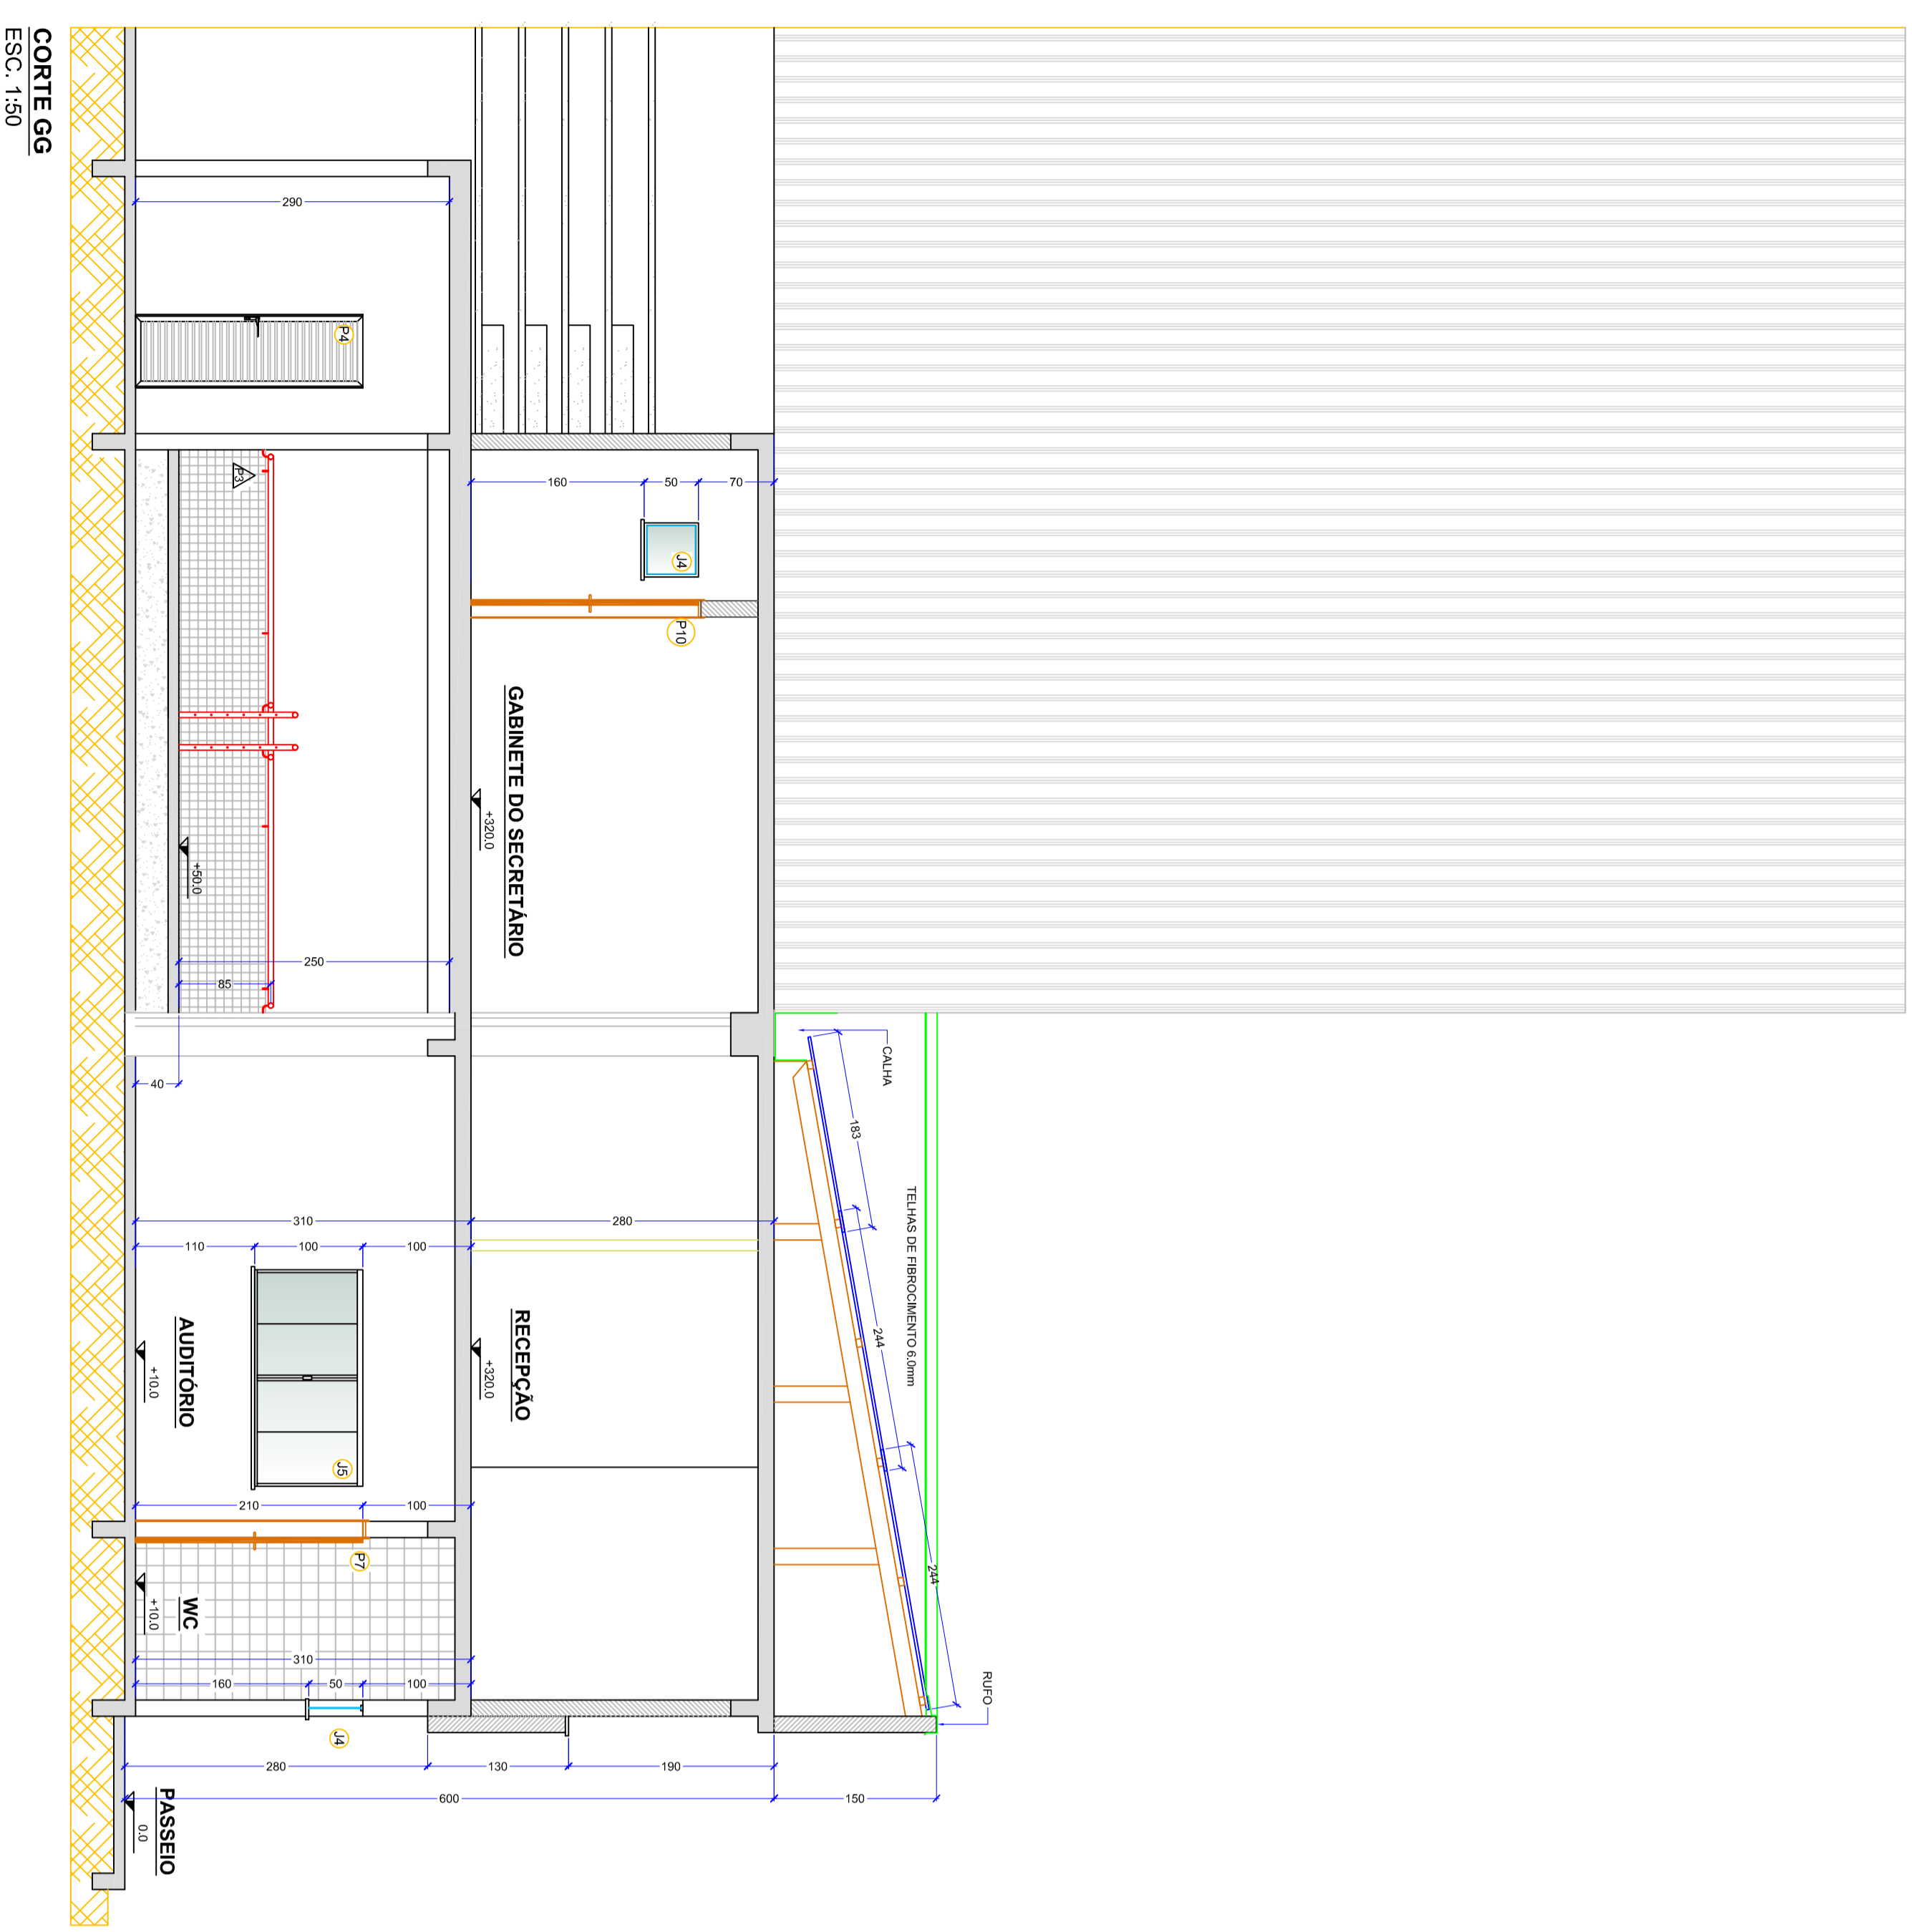 RUFO
CALHA
TELHAS DE FIBROCIMENTO 6.0mm
183
244
244
150
600
190
130
280
160
50
70
J4
P10
GABINETE DO SECRETÁRIO
+320.0
280
RECEPÇÃO
+320.0
290
P4
P3
+50.0
250
85
40
310
110
100
100
J5
AUDITÓRIO
+10.0
210
100
P7
WC
+10.0
310
160
50
100
J4
PASSEIO
0.0
CORTE GG
ESC. 1:50